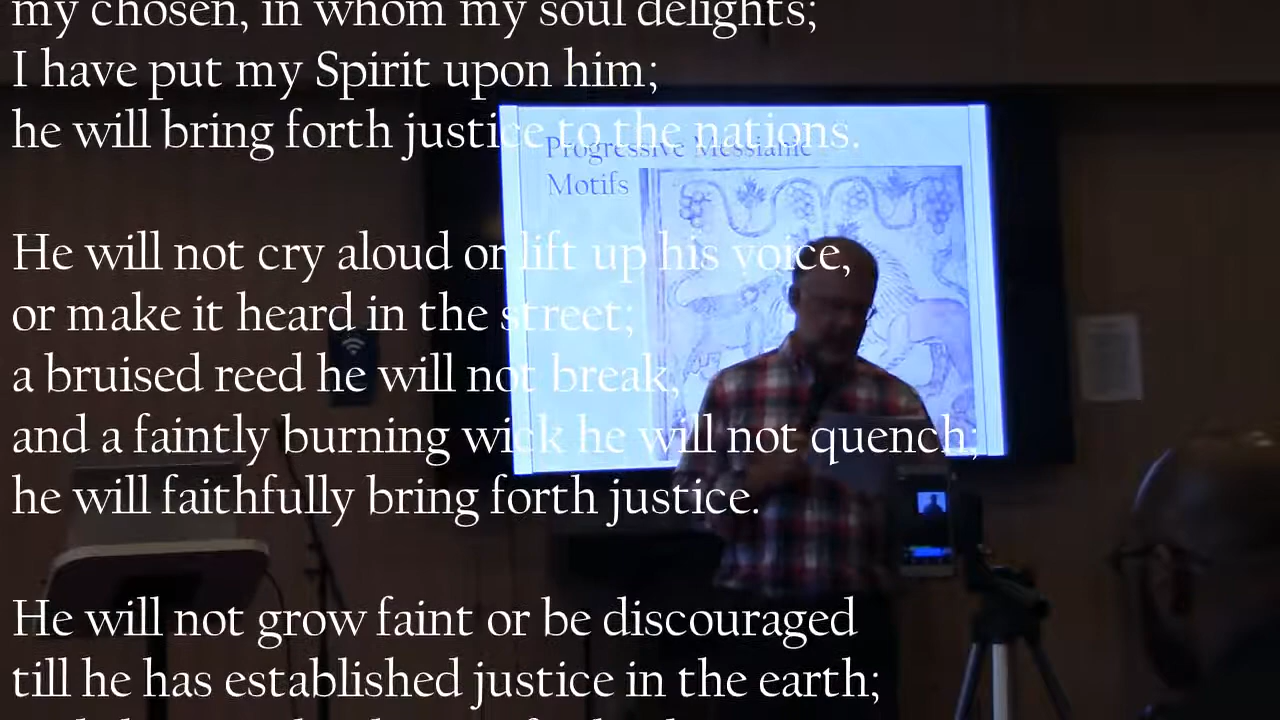 my chosen, in whom my soul delights;
I have put my Spirit upon him;
he will bring forth justice to the nations.
Progressive Messianic
Motifs
He will not cry aloud or lift up his voice,
or make it heard in the street;
a bruised reed he will not break,
and a faintly burning wick he will not quench;
he will faithfully bring forth justice.
He will not grow faint or be discouraged
till he has established justice in the earth;